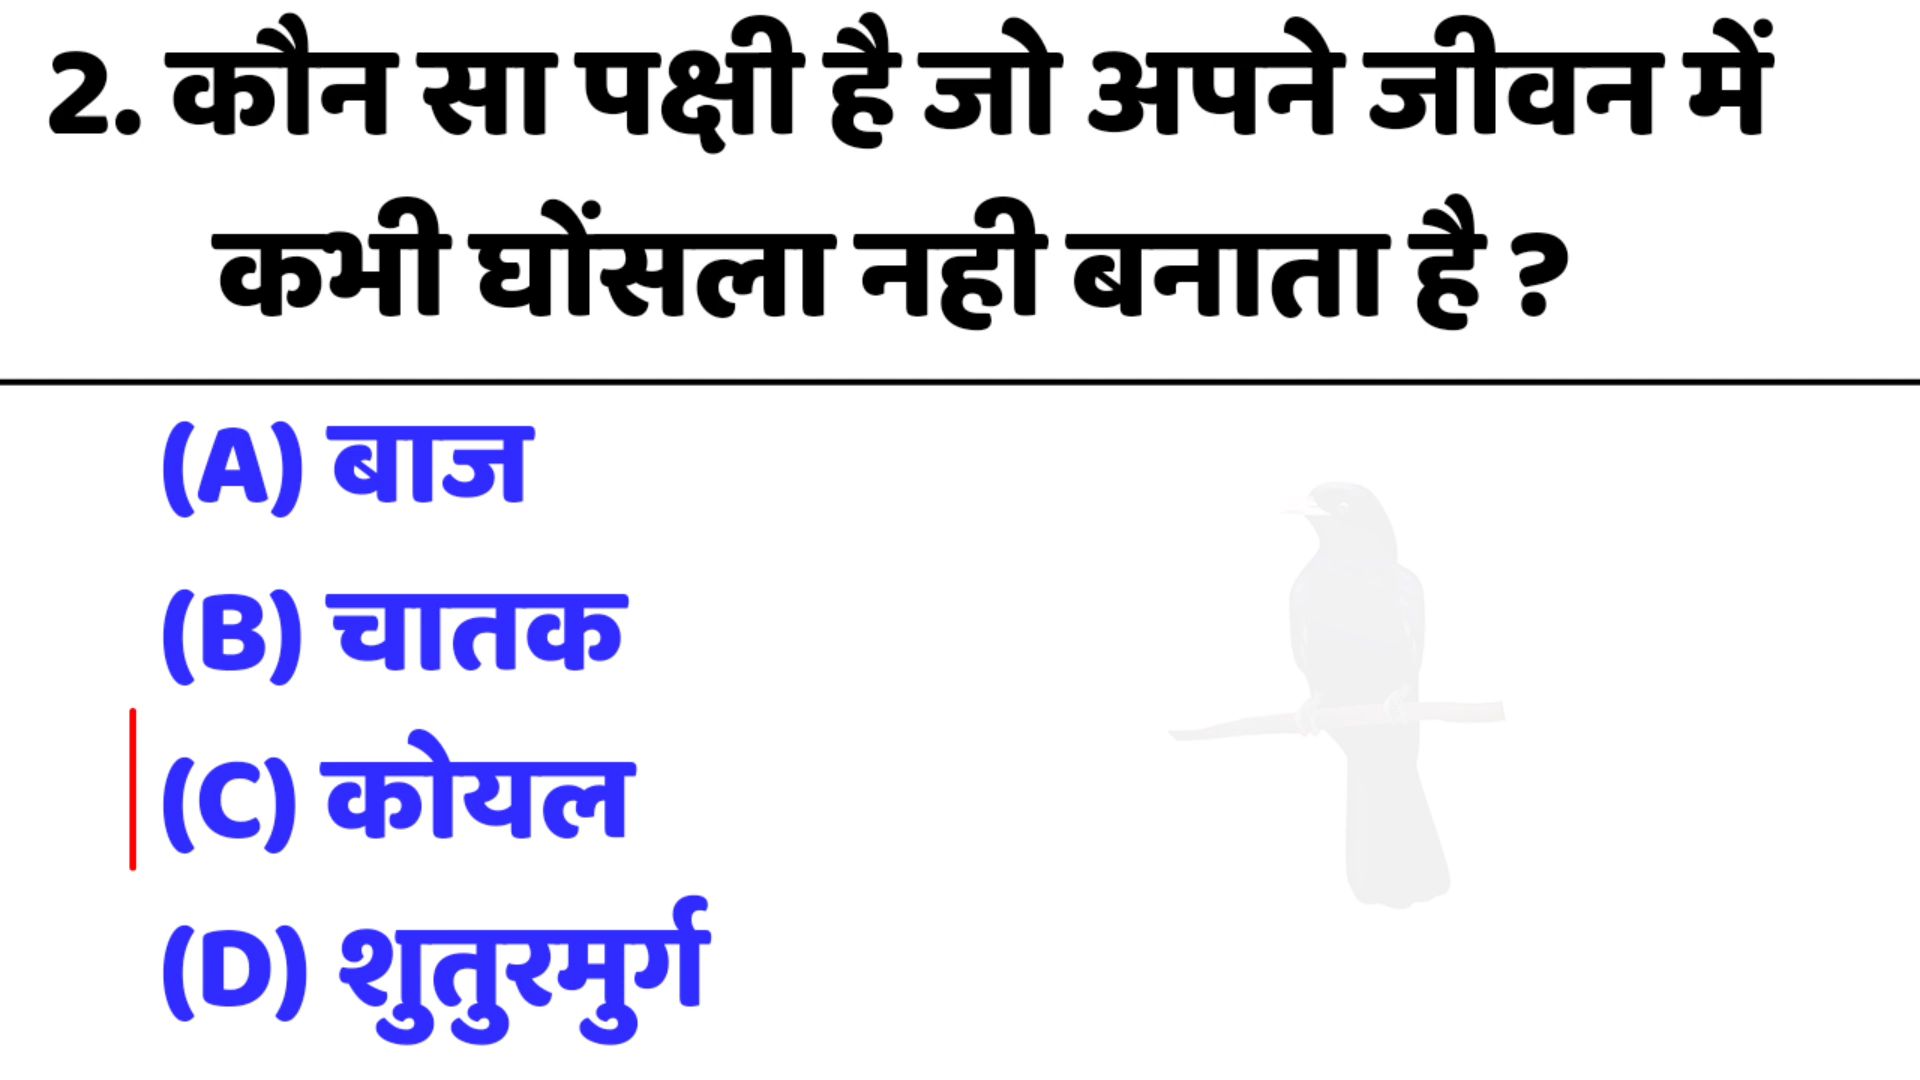 2. कौन सा पक्षी है जो अपने जीवन में
कभी घोंसला नही बनाता है ?
(A) बाज
(B) चातक
(C) कोयल
(D) शुतुरमुर्ग